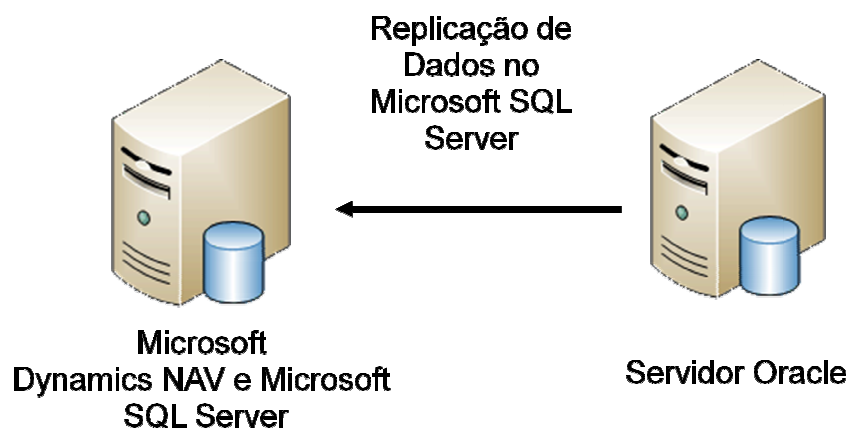 Replicação de
Dados no
Microsoft SQL
Server
Microsoft
Dynamics NAV e Microsoft
SQL Server
Servidor Oracle